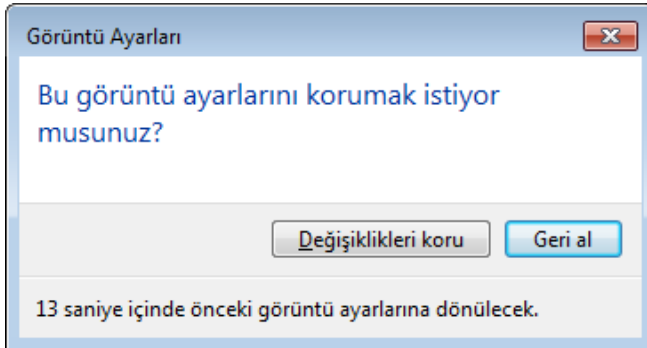 Görüntü Ayarları
Bu görüntü ayarlarını korumak istiyor
musunuz?
Değişiklikleri koru
Geri al
13 saniye içinde önceki görüntü ayarlarına dönülecek.